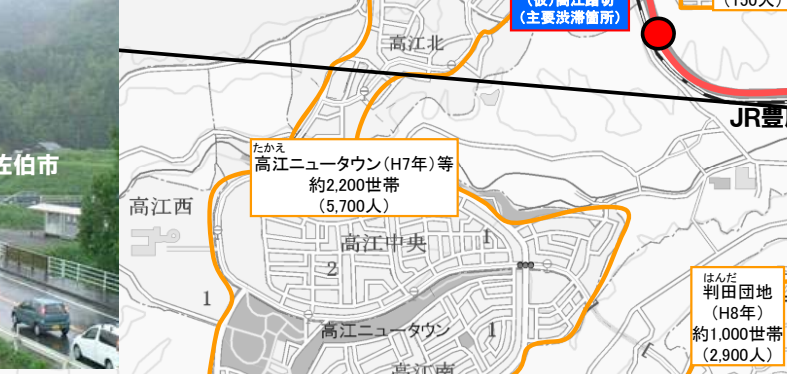 (主要渋滞箇所)
高江北
JR豊
佐伯市
たかえ
高江ニュータウン(H7年)等
約2,200世帯
(5,700人)
高江西
高江中央
1
2
1
高江ニュータウン
1
高江南
はんだ
判田団地
(H8年)
約1,000世帯
(2,900人)